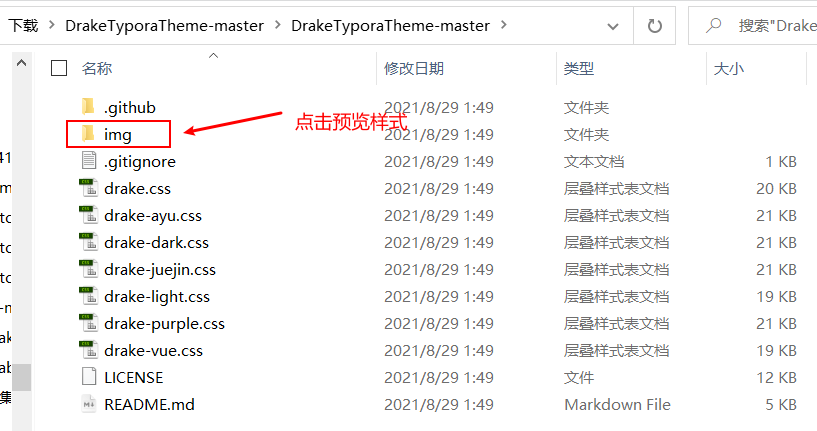 下载 > DrakeTyporaTheme-master > DrakeTyporaTheme-master > 搜索"Drake
名称 修改日期 类型 大小
.github 2021/8/29 1:49 文件夹
点击预览样式
img 2021/8/29 1:49 文件夹
.gitignore 2021/8/29 1:49 文本文档 1 KB
drake.css 2021/8/29 1:49 层叠样式表文档 20 KB
drake-ayu.css 2021/8/29 1:49 层叠样式表文档 21 KB
drake-dark.css 2021/8/29 1:49 层叠样式表文档 21 KB
drake-juejin.css 2021/8/29 1:49 层叠样式表文档 21 KB
drake-light.css 2021/8/29 1:49 层叠样式表文档 19 KB
drake-purple.css 2021/8/29 1:49 层叠样式表文档 21 KB
drake-vue.css 2021/8/29 1:49 层叠样式表文档 19 KB
LICENSE 2021/8/29 1:49 文件 12 KB
README.md 2021/8/29 1:49 Markdown File 5 KB